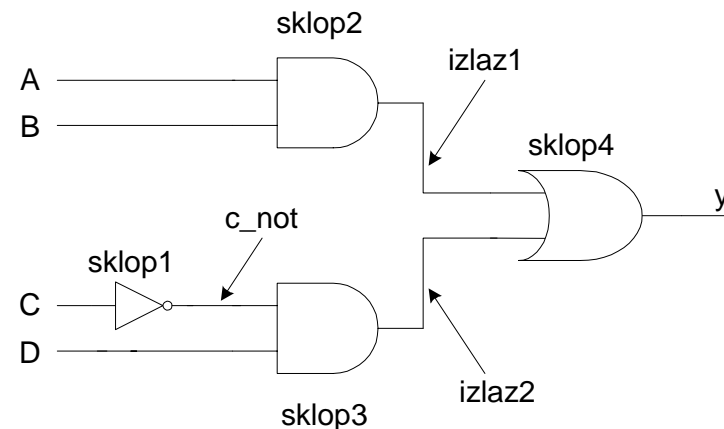 sklop2
A
izlaz1
B
sklop4
y
c_not
sklop1
C
D
izlaz2
sklop3